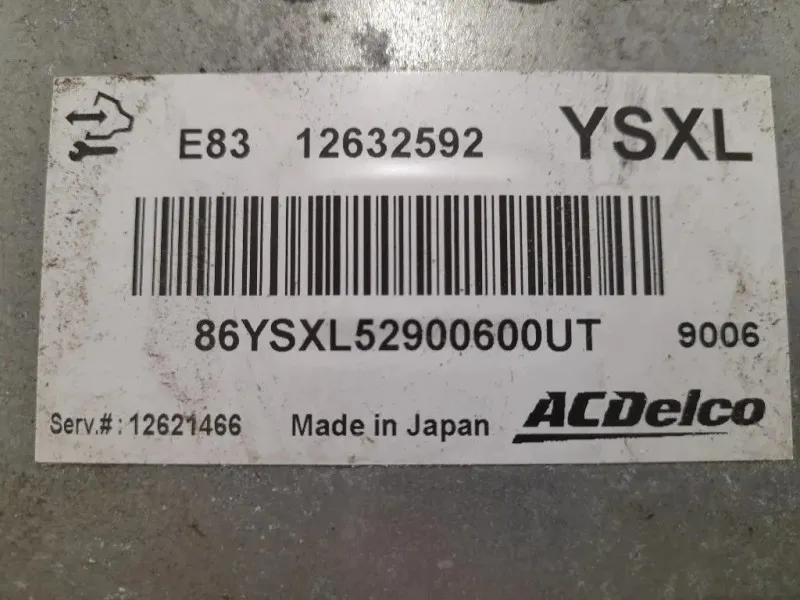 E83 12632592 YSXL
86YSXL52900600UT 9006
Serv.#: 12621466 Made in Japan ACDelco